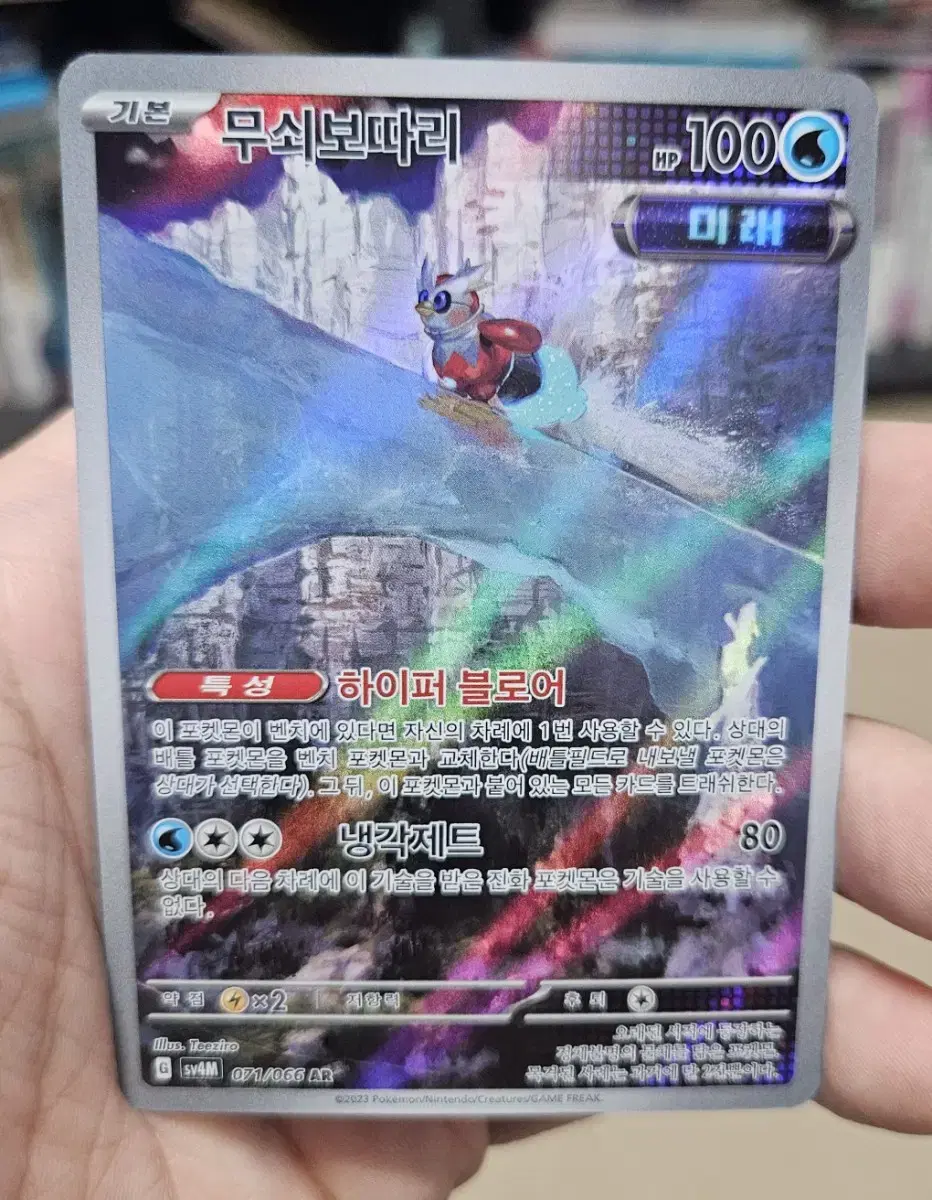 기본
무쇠보따리
HP 100
미래
특성 하이퍼 블로어
이 포켓몬이 벤치에 있다면 자신의 차례에 1번 사용할 수 있다. 상대의
배틀 포켓몬을 벤치 포켓몬과 교체한다(배틀필드로 내보낼 포켓몬은
상대가 선택한다). 그 뒤, 이 포켓몬과 붙어 있는 모든 카드를 트래쉬한다.
냉각제트 80
상대의 다음 차례에 이 기술을 받은 진화 포켓몬은 기술을 사용할 수
없다.
약점 ×2 저항력 후퇴
오래된 서적에 등장하는
정체불명의 물체를 닮은 포켓몬.
목격된 사례는 과거에 단 2건뿐이다.
Illus. Teeziro
G SV4M 071/066 AR
©2023 Pokémon/Nintendo/Creatures/GAME FREAK.